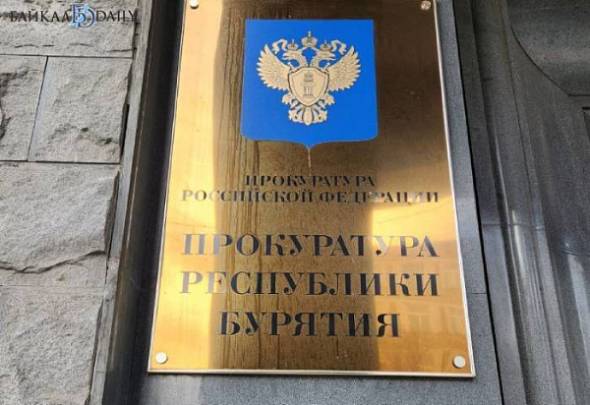 БАЙКАЛ DAILY
ПРОКУРАТУРА
РОССИЙСКОЙ ФЕДЕРАЦИИ
ПРОКУРАТУРА
РЕСПУБЛИКИ
БУРЯТИЯ